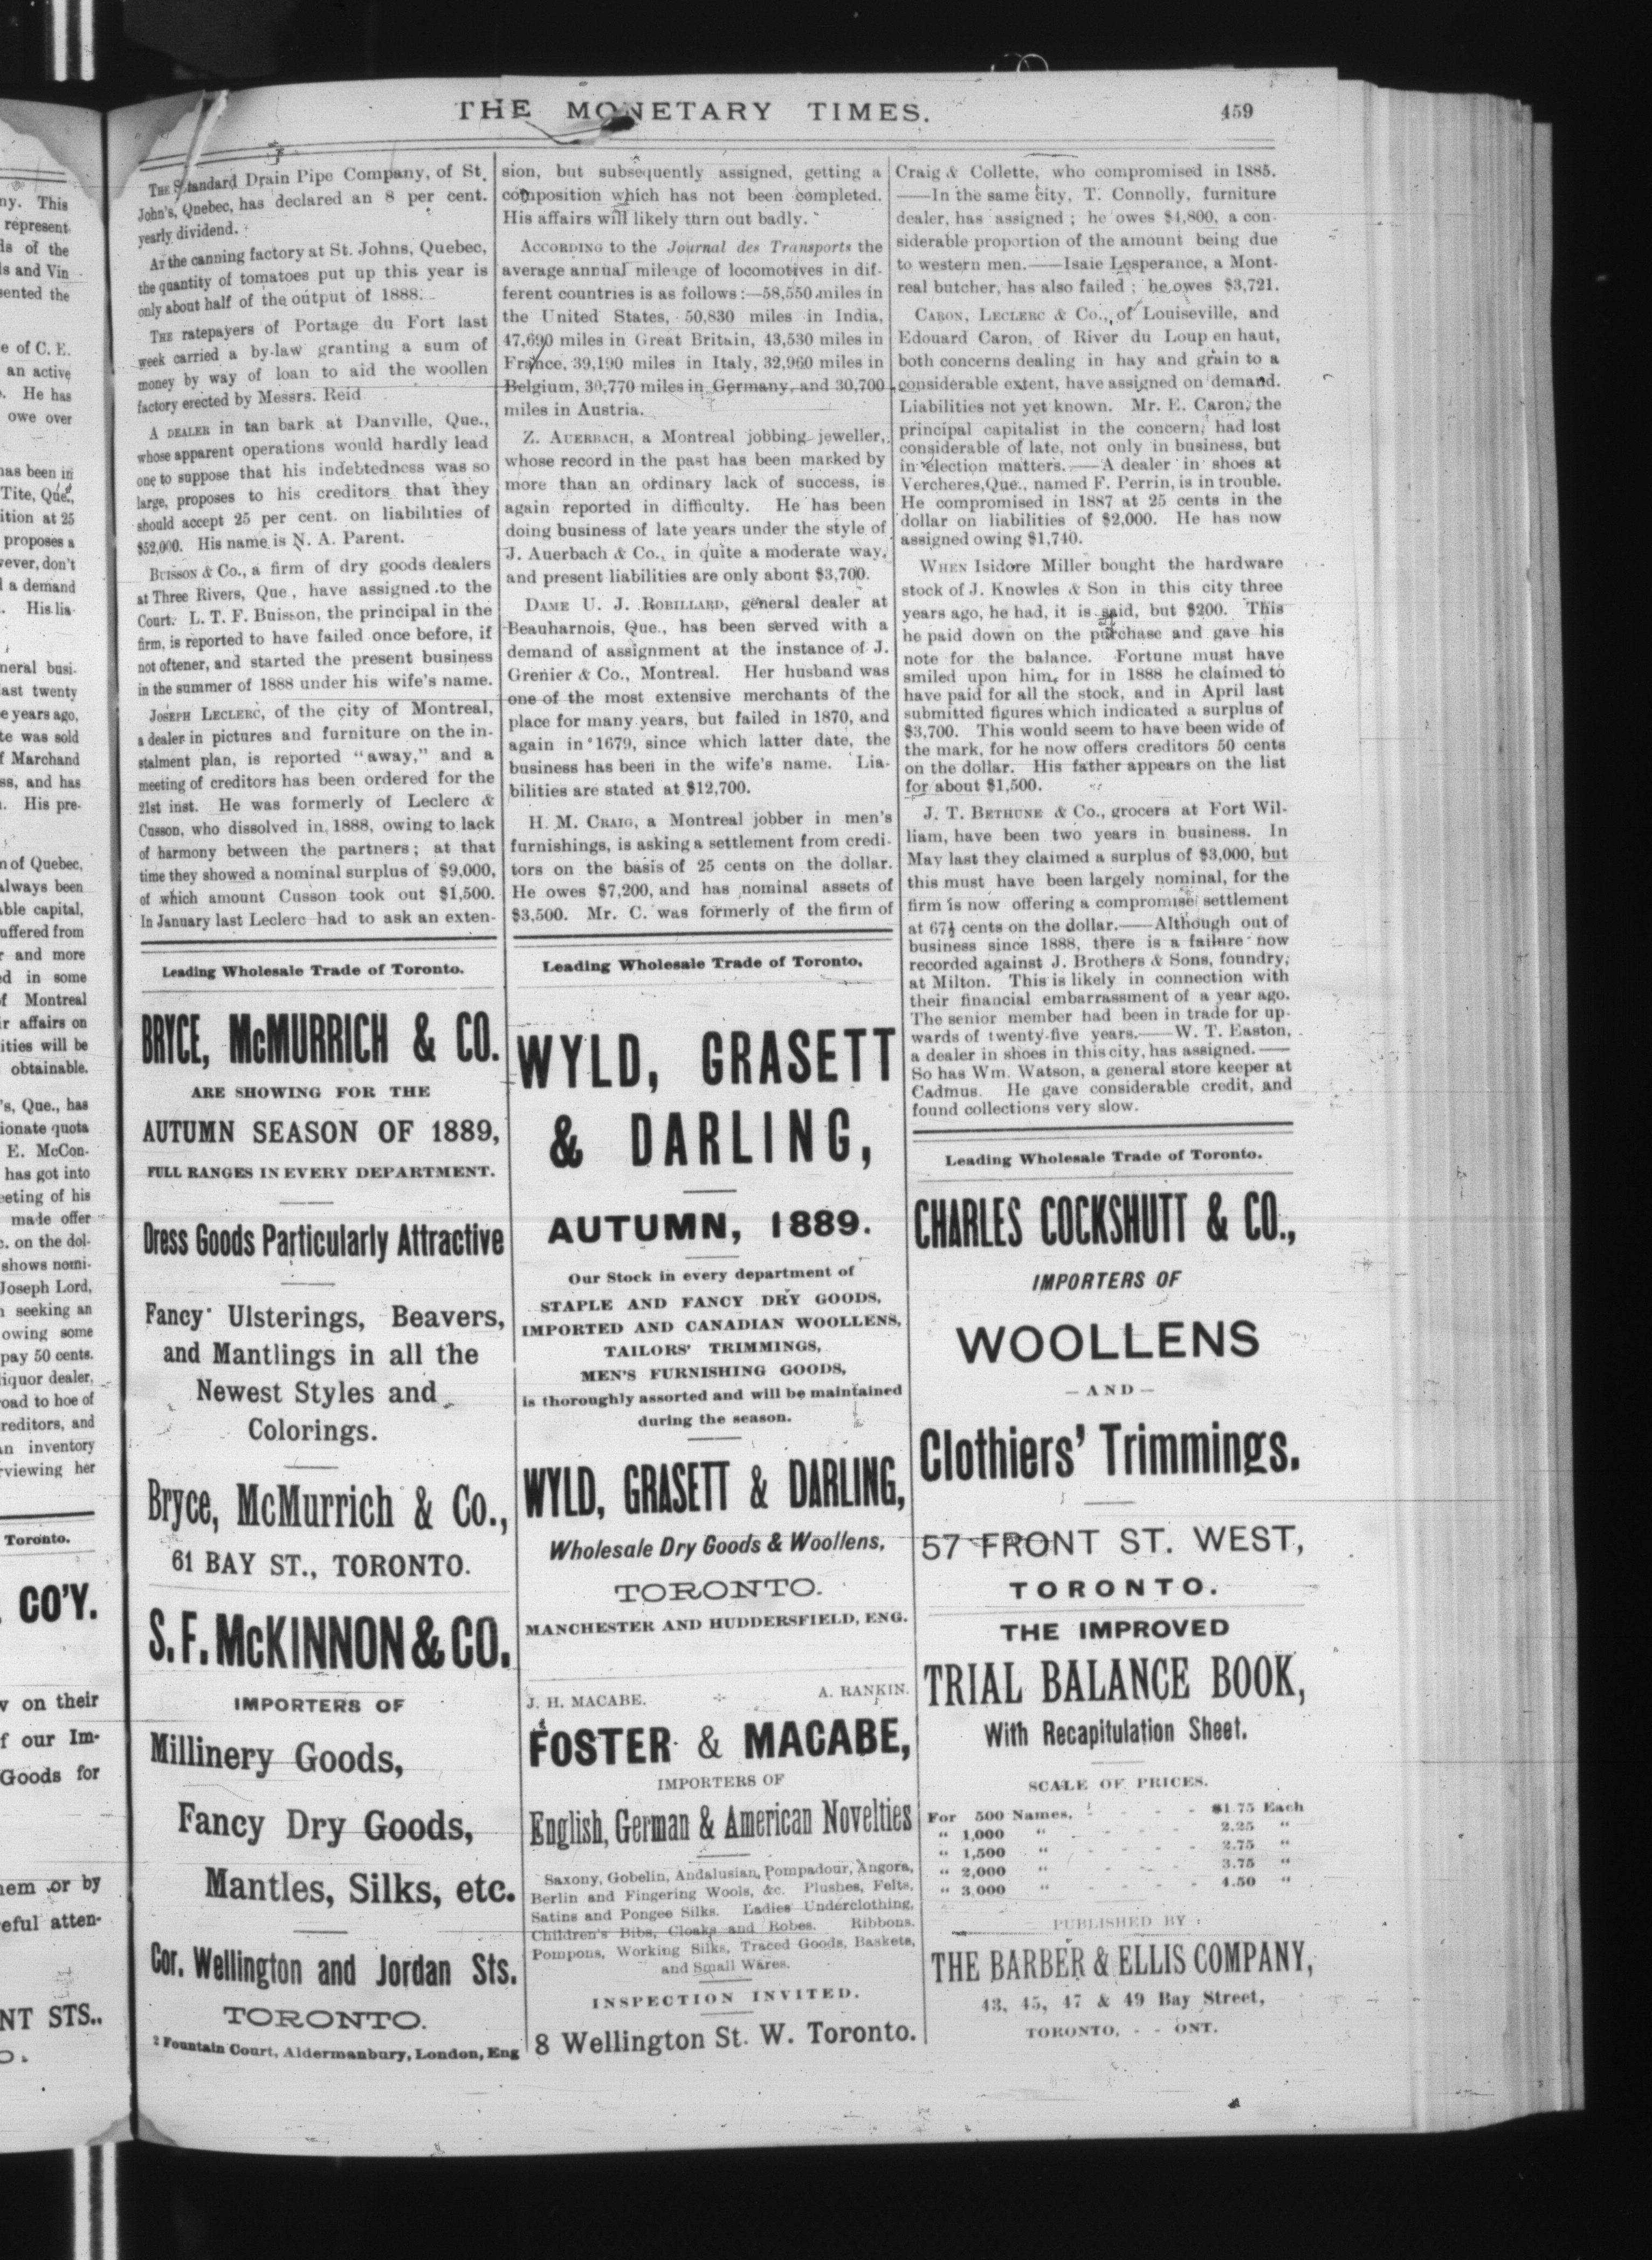 THE MONETARY TIMES.
459
THE Standard Drain Pipe Company, of St.
John's, Quebec, has declared an 8 per cent.
yearly dividend.
AT the canning factory at St. Johns, Quebec,
the quantity of tomatoes put up this year is
only about half of the output of 1888.
THE ratepayers of Portage du Fort last
week carried a by-law granting a sum of
money by way of loan to aid the woollen
factory erected by Messrs. Reid
A DEALER in tan bark at Danville, Que.,
whose apparent operations would hardly lead
one to suppose that his indebtedness was so
large, proposes to his creditors that they
should accept 25 per cent. on liabilities of
$52,000. His name is N. A. Parent.
BUISSON & Co., a firm of dry goods dealers
at Three Rivers, Que, have assigned to the
Court. L. T. F. Buisson, the principal in the
firm, is reported to have failed once before, if
not oftener, and started the present business
in the summer of 1888 under his wife's name.
JOSEPH LECLERC, of the city of Montreal,
a dealer in pictures and furniture on the in-
stalment plan, is reported "away," and a
meeting of creditors has been ordered for the
21st inst. He was formerly of Leclerc &
Cusson, who dissolved in 1888, owing to lack
of harmony between the partners; at that
time they showed a nominal surplus of $9,000,
of which amount Cusson took out $1,500.
In January last Leclerc had to ask an exten-
Leading Wholesale Trade of Toronto.
BRYCE, McMURRICH & CO.
ARE SHOWING FOR THE
AUTUMN SEASON OF 1889,
FULL RANGES IN EVERY DEPARTMENT.
Dress Goods Particularly Attractive
Fancy Ulsterings, Beavers,
and Mantlings in all the
Newest Styles and
Colorings.
Bryce, McMurrich & Co.,
61 BAY ST., TORONTO.
S. F. McKINNON & CO.
IMPORTERS OF
Millinery Goods,
Fancy Dry Goods,
Mantles, Silks, etc.
Cor. Wellington and Jordan Sts.
TORONTO.
2 Fountain Court, Aldermanbury, London, Eng
sion, but subsequently assigned, getting a
composition which has not been completed.
His affairs will likely thrn out badly.
ACCORDING to the Journal des Transports the
average annual mileage of locomotives in dif-
ferent countries is as follows:—58,550 miles in
the United States, 50,830 miles in India,
47,690 miles in Great Britain, 43,530 miles in
France, 39,190 miles in Italy, 32,960 miles in
Belgium, 30,770 miles in Germany, and 30,700
miles in Austria.
Z. AUERBACH, a Montreal jobbing jeweller,
whose record in the past has been marked by
more than an ordinary lack of success, is
again reported in difficulty. He has been
doing business of late years under the style of
J. Auerbach & Co., in quite a moderate way,
and present liabilities are only about $3,700.
DAME U. J. ROBILLARD, general dealer at
Beauharnois, Que., has been served with a
demand of assignment at the instance of J.
Grenier & Co., Montreal. Her husband was
one of the most extensive merchants of the
place for many years, but failed in 1870, and
again in 1679, since which latter date, the
business has been in the wife's name. Lia-
bilities are stated at $12,700.
H. M. CRAIG, a Montreal jobber in men's
furnishings, is asking a settlement from credi-
tors on the basis of 25 cents on the dollar.
He owes $7,200, and has nominal assets of
$3,500. Mr. C. was formerly of the firm of
Leading Wholesale Trade of Toronto,
WYLD, GRASETT
& DARLING,
AUTUMN, 1889.
Our Stock in every department of
STAPLE AND FANCY DRY GOODS,
IMPORTED AND CANADIAN WOOLLENS,
TAILORS' TRIMMINGS,
MEN'S FURNISHING GOODS,
is thoroughly assorted and will be maintained
during the season.
WYLD, GRASETT & DARLING,
Wholesale Dry Goods & Woollens,
TORONTO.
MANCHESTER AND HUDDERSFIELD, ENG.
J. H. MACABE. A. RANKIN.
FOSTER & MACABE,
IMPORTERS OF
English, German & American Novelties
Saxony, Gobelin, Andalusian, Pompadour, Angora,
Berlin and Fingering Wools, &c. Plushes, Felts,
Satins and Pongee Silks. Ladies Underclothing,
Children's Bibs, Cloaks and Robes. Ribbons.
Pompons, Working Silks, Traced Goods, Baskets,
and Small Wares.
INSPECTION INVITED.
8 Wellington St. W. Toronto.
Craig & Collette, who compromised in 1885.
——In the same city, T. Connolly, furniture
dealer, has assigned; he owes $4,800, a con-
siderable proportion of the amount being due
to western men.——Isaie Lesperance, a Mont-
real butcher, has also failed; he owes $3,721.
CARON, LECLERC & Co., of Louiseville, and
Edouard Caron, of River du Loup en haut,
both concerns dealing in hay and grain to a
considerable extent, have assigned on demand.
Liabilities not yet known. Mr. E. Caron, the
principal capitalist in the concern, had lost
considerable of late, not only in business, but
in election matters.——A dealer in shoes at
Vercheres, Que., named F. Perrin, is in trouble.
He compromised in 1887 at 25 cents in the
dollar on liabilities of $2,000. He has now
assigned owing $1,740.
WHEN Isidore Miller bought the hardware
stock of J. Knowles & Son in this city three
years ago, he had, it is said, but $200. This
he paid down on the purchase and gave his
note for the balance. Fortune must have
smiled upon him, for in 1888 he claimed to
have paid for all the stock, and in April last
submitted figures which indicated a surplus of
$3,700. This would seem to have been wide of
the mark, for he now offers creditors 50 cents
on the dollar. His father appears on the list
for about $1,500.
J. T. BETHUNE & Co., grocers at Fort Wil-
liam, have been two years in business. In
May last they claimed a surplus of $3,000, but
this must have been largely nominal, for the
firm is now offering a compromise settlement
at 67½ cents on the dollar.——Although out of
business since 1888, there is a failure now
recorded against J. Brothers & Sons, foundry,
at Milton. This is likely in connection with
their financial embarrassment of a year ago.
The senior member had been in trade for up-
wards of twenty-five years.——W. T. Easton,
a dealer in shoes in this city, has assigned.——
So has Wm. Watson, a general store keeper at
Cadmus. He gave considerable credit, and
found collections very slow.
Leading Wholesale Trade of Toronto.
CHARLES COCKSHUTT & CO.,
IMPORTERS OF
WOOLLENS
—AND—
Clothiers' Trimmings.
57 FRONT ST. WEST,
TORONTO.
THE IMPROVED
TRIAL BALANCE BOOK,
With Recapitulation Sheet.
SCALE OF PRICES.
For 500 Names, - - - $1.75 Each
" 1,000 " - - - 2.25 "
" 1,500 " - - - 2.75 "
" 2,000 " - - - 3.75 "
" 3,000 " - - - 4.50 "
PUBLISHED BY:
THE BARBER & ELLIS COMPANY,
43, 45, 47 & 49 Bay Street,
TORONTO, - - ONT.